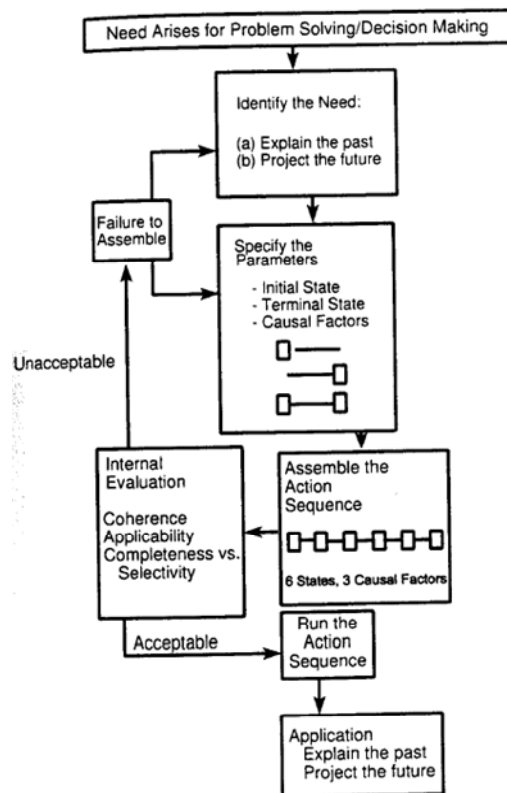 Need Arises for Problem Solving/Decision Making
Identify the Need:
(a) Explain the past
(b) Project the future
Failure to
Assemble
Specify the
Parameters
- Initial State
- Terminal State
- Causal Factors
Unacceptable
Internal
Evaluation
Coherence
Applicability
Completeness vs.
Selectivity
Assemble the
Action
Sequence
6 States, 3 Causal Factors
Acceptable
Run the
Action
Sequence
Application
Explain the past
Project the future